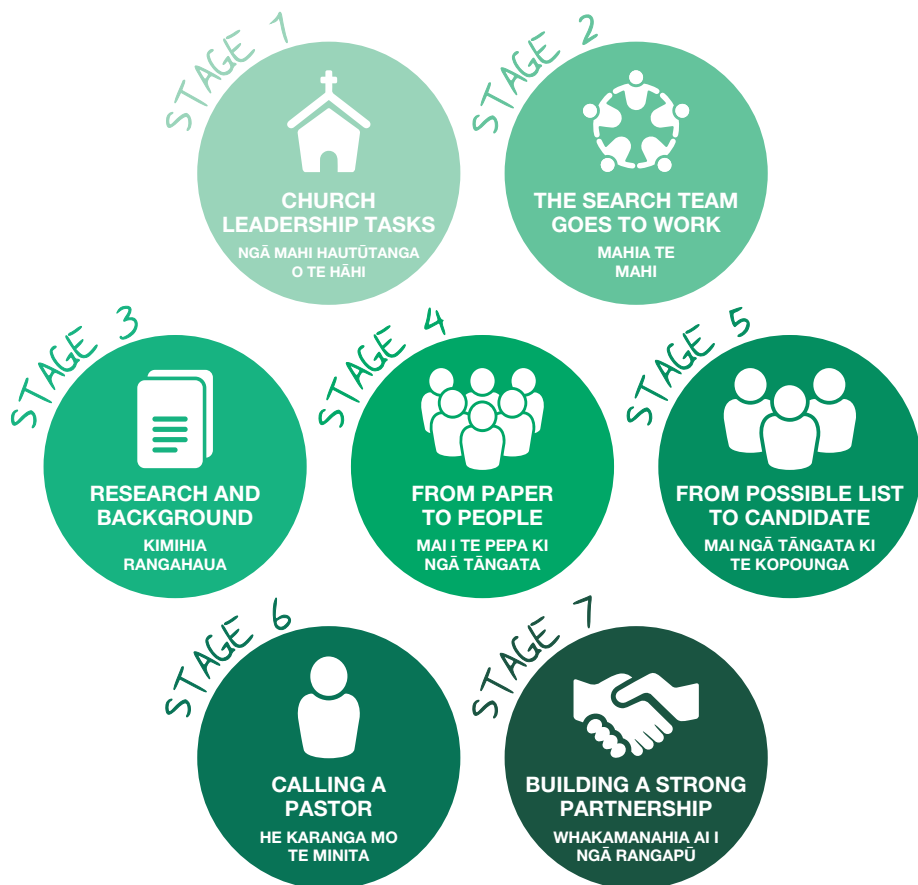 STAGE 1
CHURCH
LEADERSHIP TASKS
NGĀ MAHI HAUTŪTANGA
O TE HĀHI
STAGE 2
THE SEARCH TEAM
GOES TO WORK
MAHIA TE
MAHI
STAGE 3
RESEARCH AND
BACKGROUND
KIMIHIA
RANGAHAUA
STAGE 4
FROM PAPER
TO PEOPLE
MAI I TE PEPA KI
NGĀ TĀNGATA
STAGE 5
FROM POSSIBLE LIST
TO CANDIDATE
MAI NGĀ TĀNGATA KI
TE KOPOUNGA
STAGE 6
CALLING A
PASTOR
HE KARANGA MO
TE MINITA
STAGE 7
BUILDING A STRONG
PARTNERSHIP
WHAKAMANAHIA AI I
NGĀ RANGAPŪ